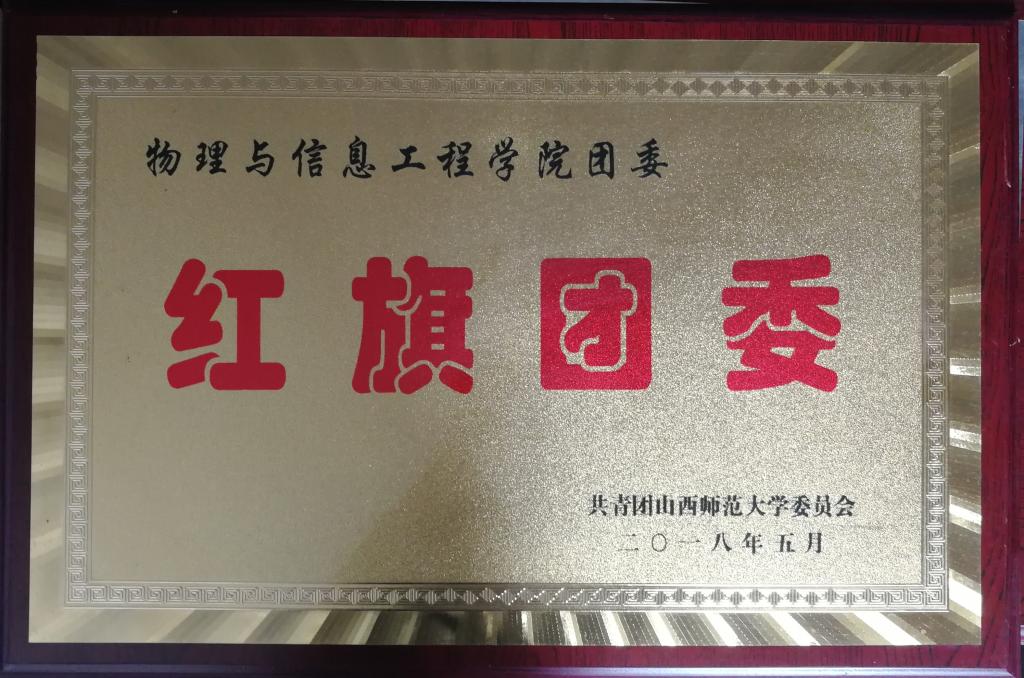 物理与信息工程学院团委
红旗团委
共青团山西师范大学委员会
二〇一八年五月